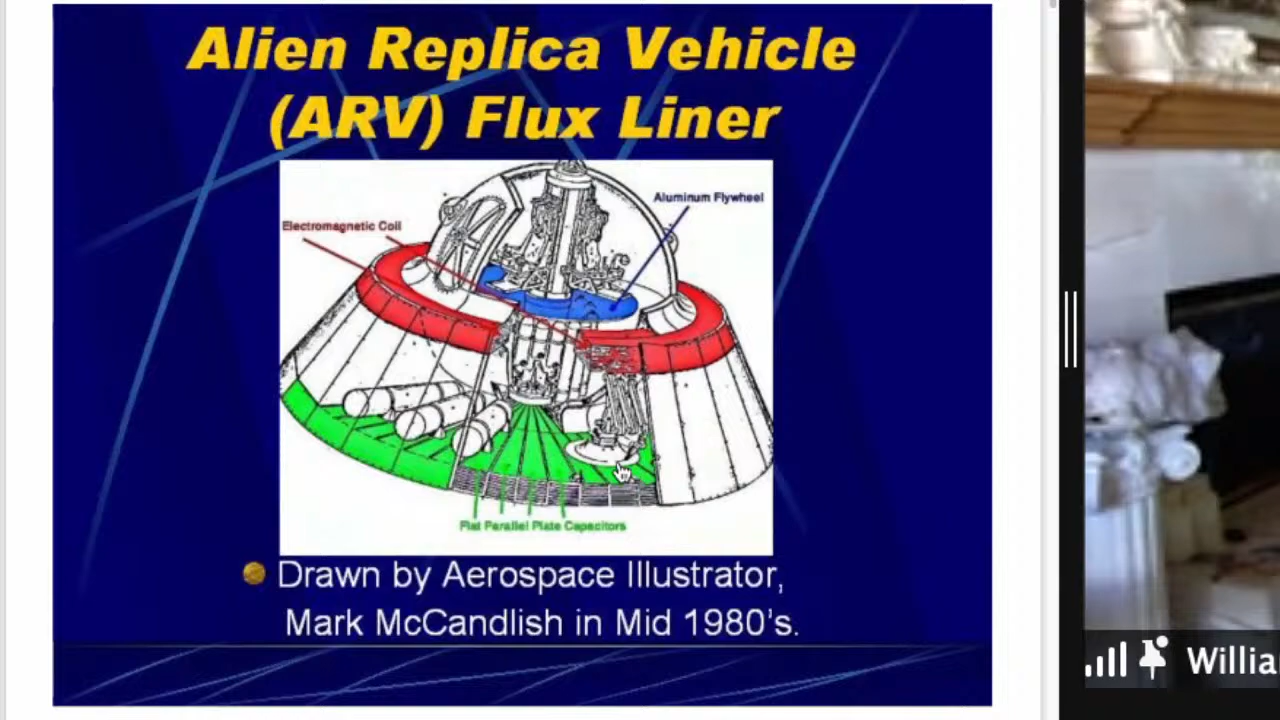 Alien Replica Vehicle
(ARV) Flux Liner
Aluminum Flywheel
Electromagnetic Coil
Flat Parallel Plate Capacitors
Drawn by Aerospace Illustrator,
Mark McCandlish in Mid 1980's.
Willia